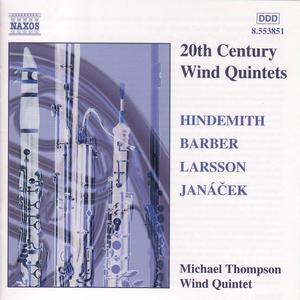 NAXOS
DDD
8.553851
20th Century
Wind Quintets
HINDEMITH
BARBER
LARSSON
JANÁČEK
Michael Thompson
Wind Quintet